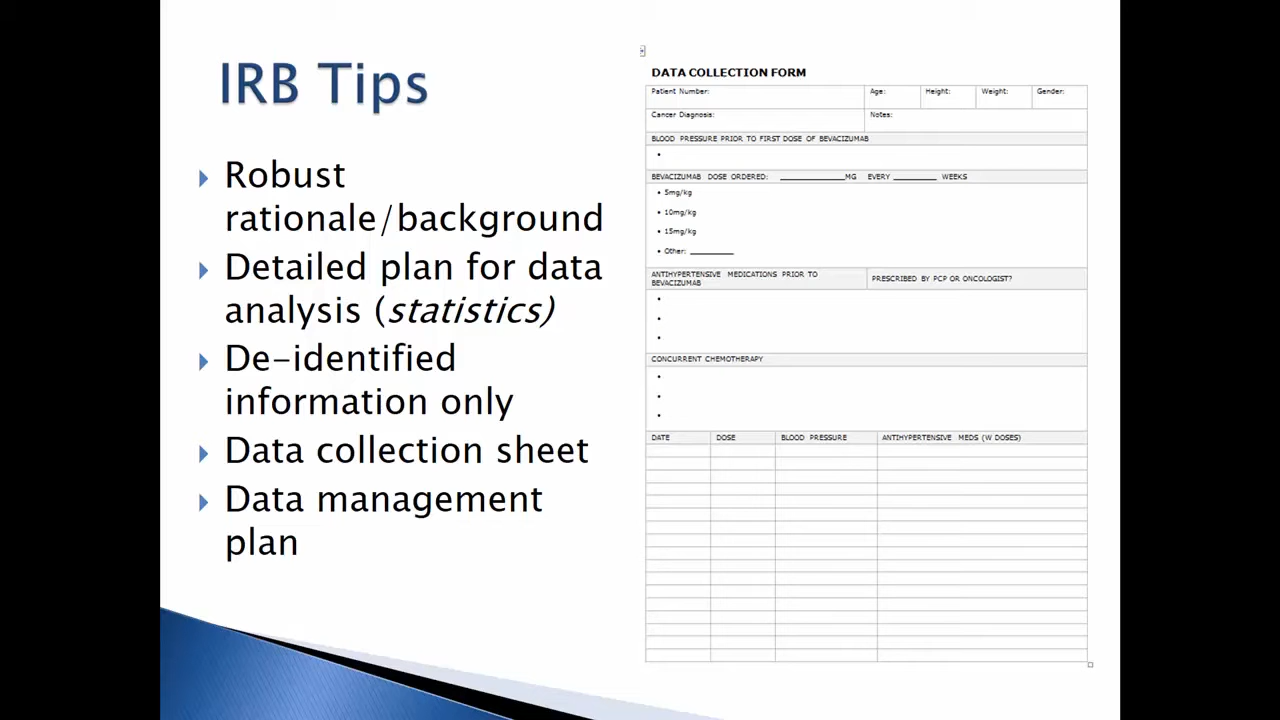 IRB Tips
Robust
rationale/background
Detailed plan for data
analysis (statistics)
De-identified
information only
Data collection sheet
Data management
plan
DATA COLLECTION FORM
Patient Number: Age: Height: Weight: Gender:
Cancer Diagnosis: Notes:
BLOOD PRESSURE PRIOR TO FIRST DOSE OF BEVACIZUMAB
BEVACIZUMAB DOSE ORDERED: ____________MG EVERY ________ WEEKS
• 5mg/kg
• 10mg/kg
• 15mg/kg
• Other: ________
ANTIHYPERTENSIVE MEDICATIONS PRIOR TO
BEVACIZUMAB
PRESCRIBED BY PCP OR ONCOLOGIST?
CONCURRENT CHEMOTHERAPY
DATE DOSE BLOOD PRESSURE ANTIHYPERTENSIVE MEDS (W DOSES)